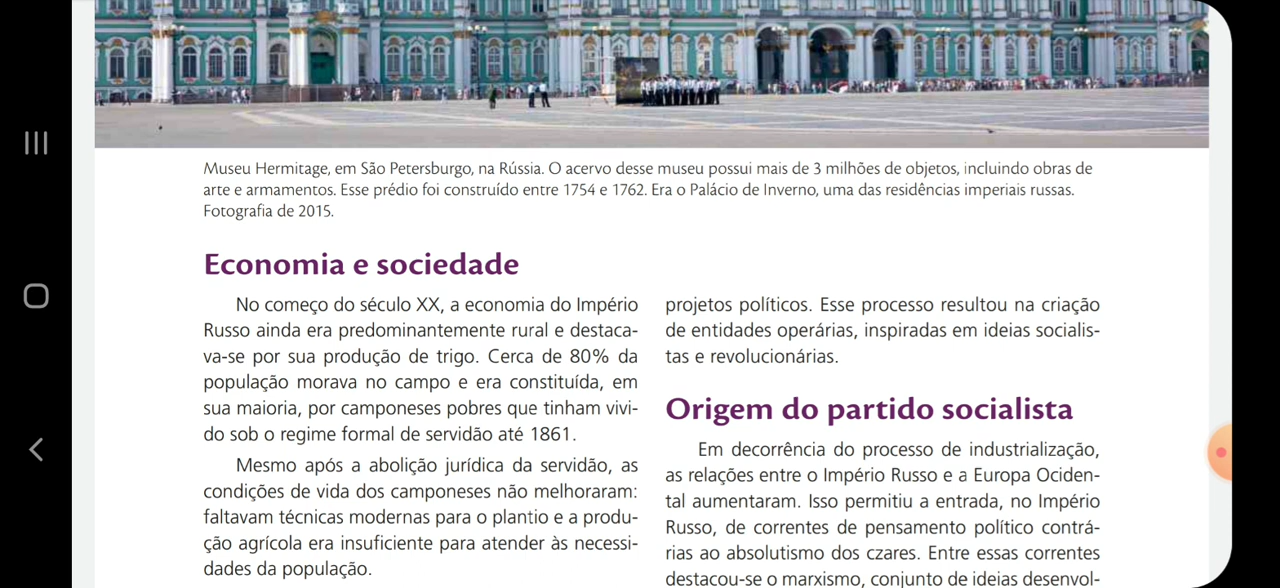 Museu Hermitage, em São Petersburgo, na Rússia. O acervo desse museu possui mais de 3 milhões de objetos, incluindo obras de
arte e armamentos. Esse prédio foi construído entre 1754 e 1762. Era o Palácio de Inverno, uma das residências imperiais russas.
Fotografia de 2015.
Economia e sociedade
No começo do século XX, a economia do Império
Russo ainda era predominantemente rural e destaca-
va-se por sua produção de trigo. Cerca de 80% da
população morava no campo e era constituída, em
sua maioria, por camponeses pobres que tinham vivi-
do sob o regime formal de servidão até 1861.
Mesmo após a abolição jurídica da servidão, as
condições de vida dos camponeses não melhoraram:
faltavam técnicas modernas para o plantio e a produ-
ção agrícola era insuficiente para atender às necessi-
dades da população.
projetos políticos. Esse processo resultou na criação
de entidades operárias, inspiradas em ideias socialis-
tas e revolucionárias.
Origem do partido socialista
Em decorrência do processo de industrialização,
as relações entre o Império Russo e a Europa Ociden-
tal aumentaram. Isso permitiu a entrada, no Império
Russo, de correntes de pensamento político contrá-
rias ao absolutismo dos czares. Entre essas correntes
destacou-se o marxismo, conjunto de ideias desenvol-